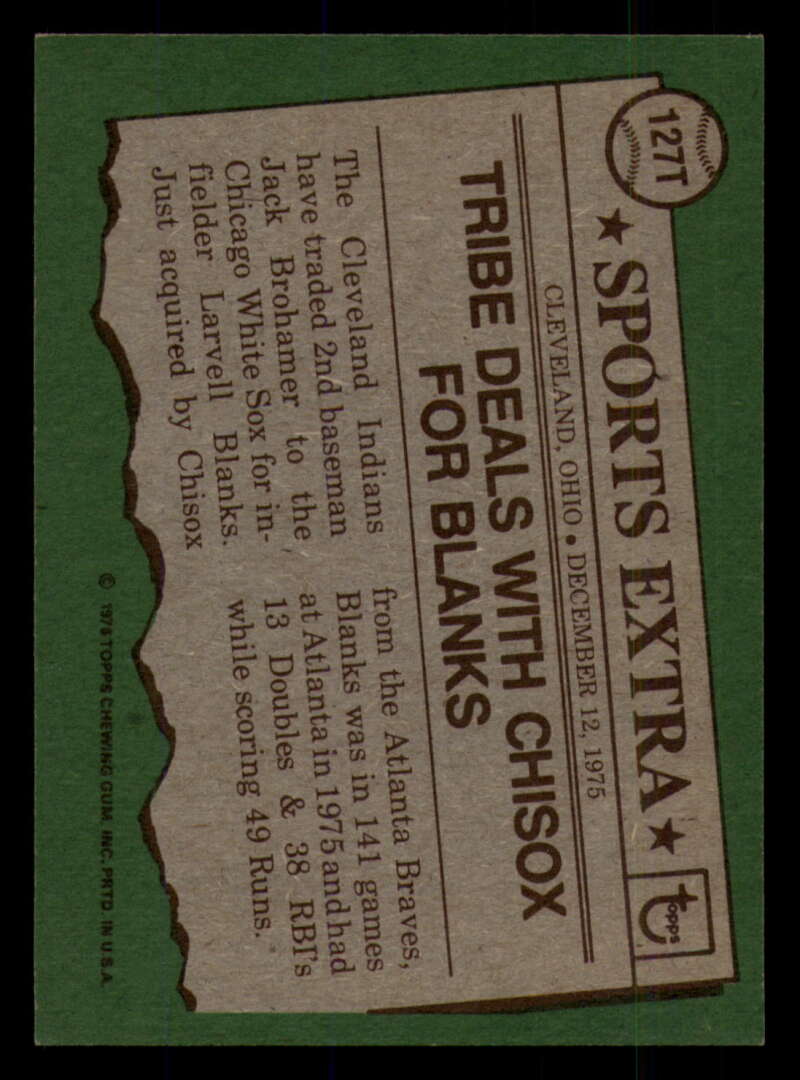 127T
★ SPORTS EXTRA ★
topps
CLEVELAND, OHIO • DECEMBER 12, 1975
TRIBE DEALS WITH CHISOX
FOR BLANKS
The Cleveland Indians
have traded 2nd baseman
Jack Brohamer to the
Chicago White Sox for in-
fielder Larvell Blanks.
Just acquired by Chisox
from the Atlanta Braves,
Blanks was in 141 games
at Atlanta in 1975 and had
13 Doubles & 38 RBI's
while scoring 49 Runs.
© 1976 TOPPS CHEWING GUM, INC. PRTD. IN U.S.A.